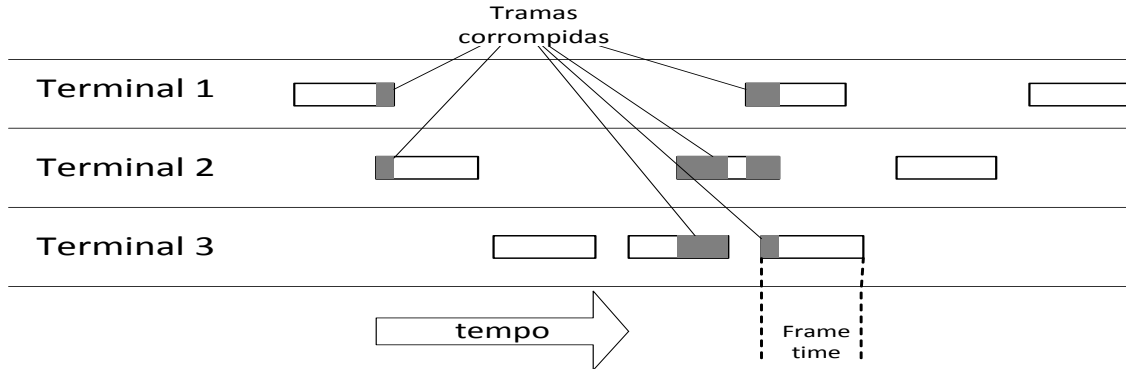 Tramas
corrompidas
Terminal 1
Terminal 2
Terminal 3
tempo
Frame
time